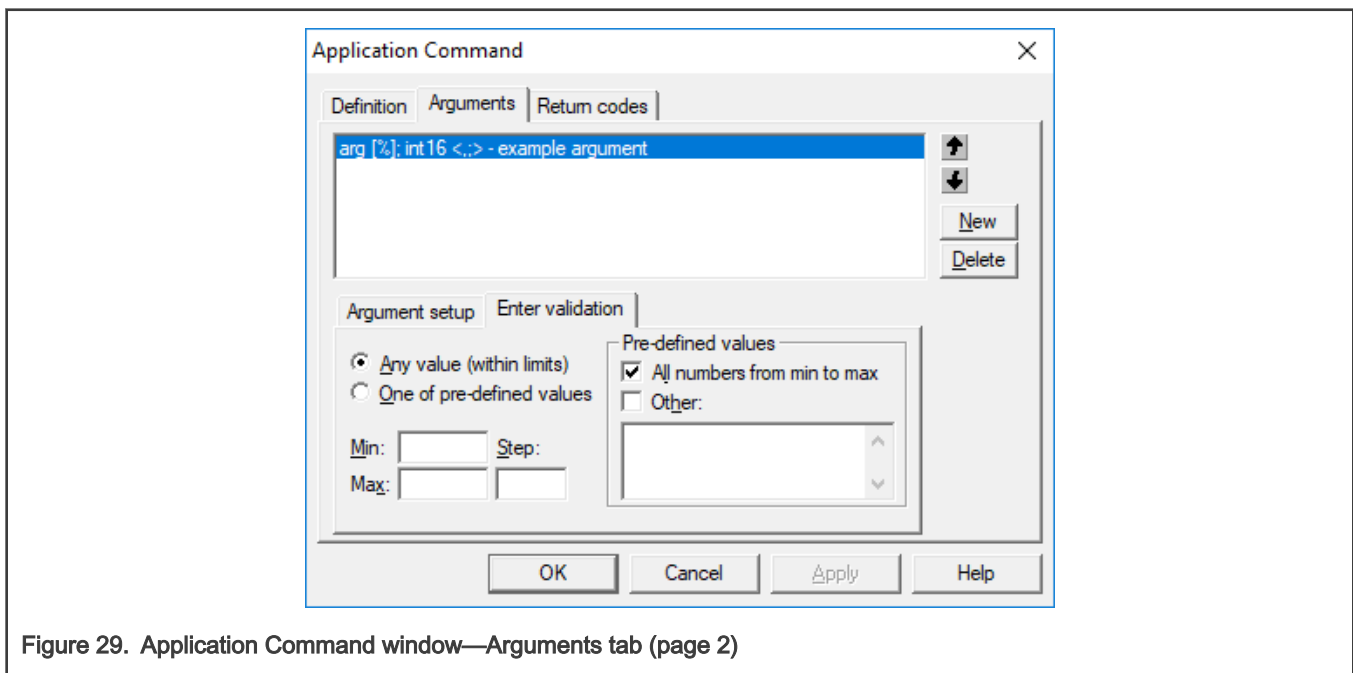 Application Command
Definition Arguments Return codes
arg [%]; int16 <,;> - example argument
New
Delete
Argument setup Enter validation
Any value (within limits)
One of pre-defined values
Min: Step:
Max:
Pre-defined values
All numbers from min to max
Other:
OK Cancel Apply Help
Figure 29. Application Command window—Arguments tab (page 2)